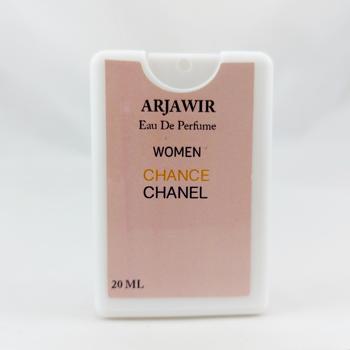 ARJAWIR
Eau De Perfume
WOMEN
CHANCE
CHANEL
20 ML